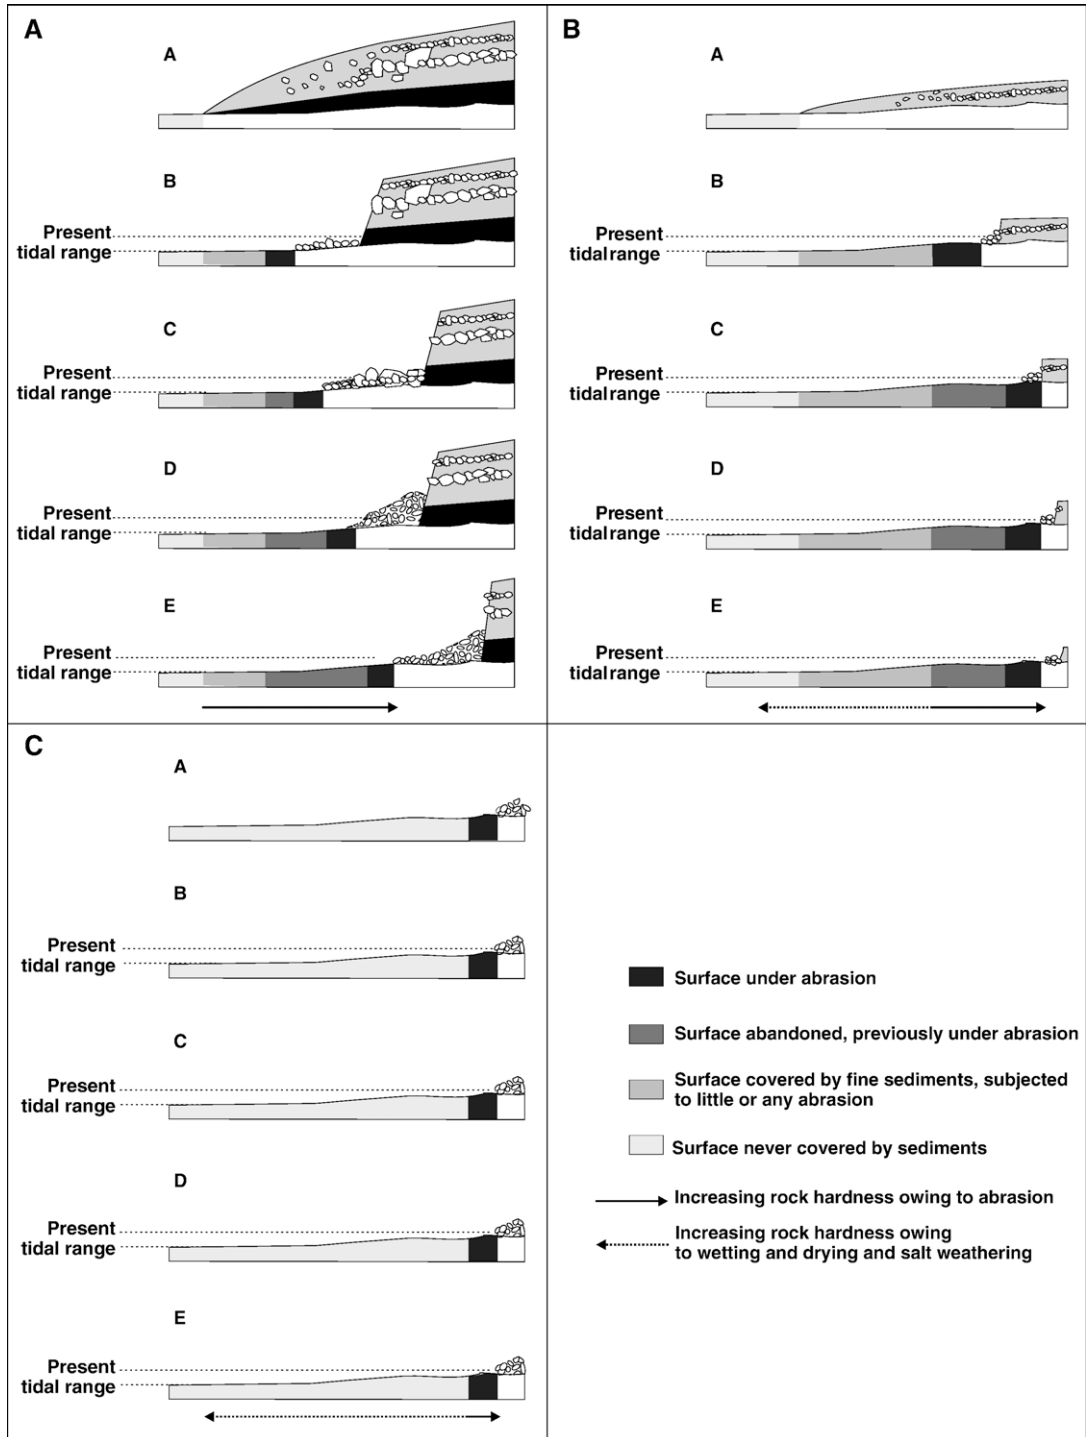 A
A
B
Present
tidal range
C
Present
tidal range
D
Present
tidal range
E
Present
tidal range
B
A
B
Present
tidal range
C
Present
tidal range
D
Present
tidal range
E
Present
tidal range
C
A
B
Present
tidal range
C
Present
tidal range
D
Present
tidal range
E
Present
tidal range
Surface under abrasion
Surface abandoned, previously under abrasion
Surface covered by fine sediments, subjected
to little or any abrasion
Surface never covered by sediments
Increasing rock hardness owing to abrasion
Increasing rock hardness owing
to wetting and drying and salt weathering